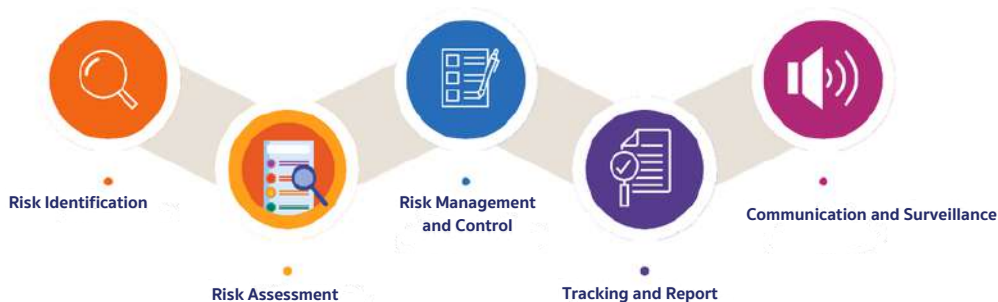 Risk Identification
Risk Assessment
Risk Management
and Control
Tracking and Report
Communication and Surveillance